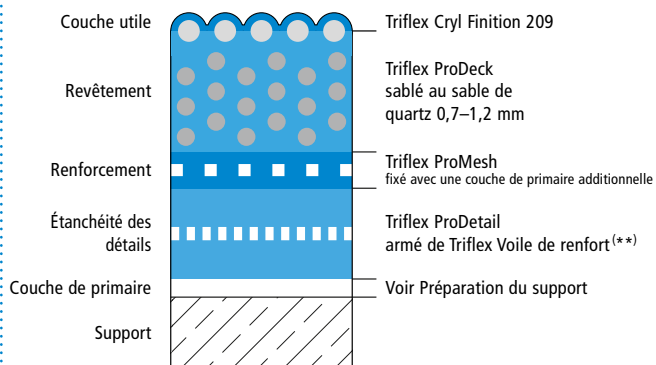 Couche utile
Triflex Cryl Finition 209
Revêtement
Triflex ProDeck
sablé au sable de
quartz 0,7–1,2 mm
Renforcement
Triflex ProMesh
fixé avec une couche de primaire additionnelle
Étanchéité des
détails
Triflex ProDetail
armé de Triflex Voile de renfort(**)
Couche de primaire
Voir Préparation du support
Support